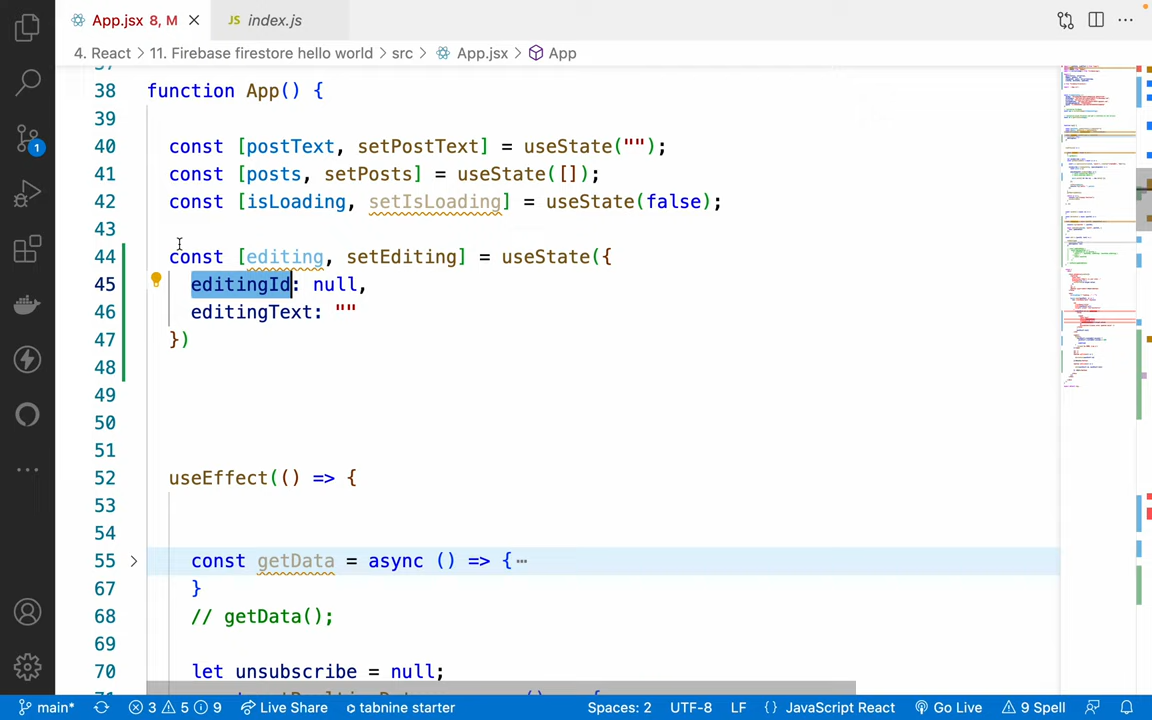 App.jsx 8, M
JS index.js
4. React > 11. Firebase firestore hello world > src > App.jsx > App
38 function App() {
39
40 const [postText, setPostText] = useState("");
41 const [posts, setPosts] = useState([]);
42 const [isLoading, setIsLoading] = useState(false);
43
44 const [editing, setEditing] = useState({
45 editingId: null,
46 editingText: ""
47 })
48
49
50
51
52 useEffect(() => {
53
54
55 const getData = async () => {⋯
67 }
68 // getData();
69
70 let unsubscribe = null;
1
main* 3 5 9 Live Share tabnine starter Spaces: 2 UTF-8 LF {} JavaScript React Go Live 9 Spell